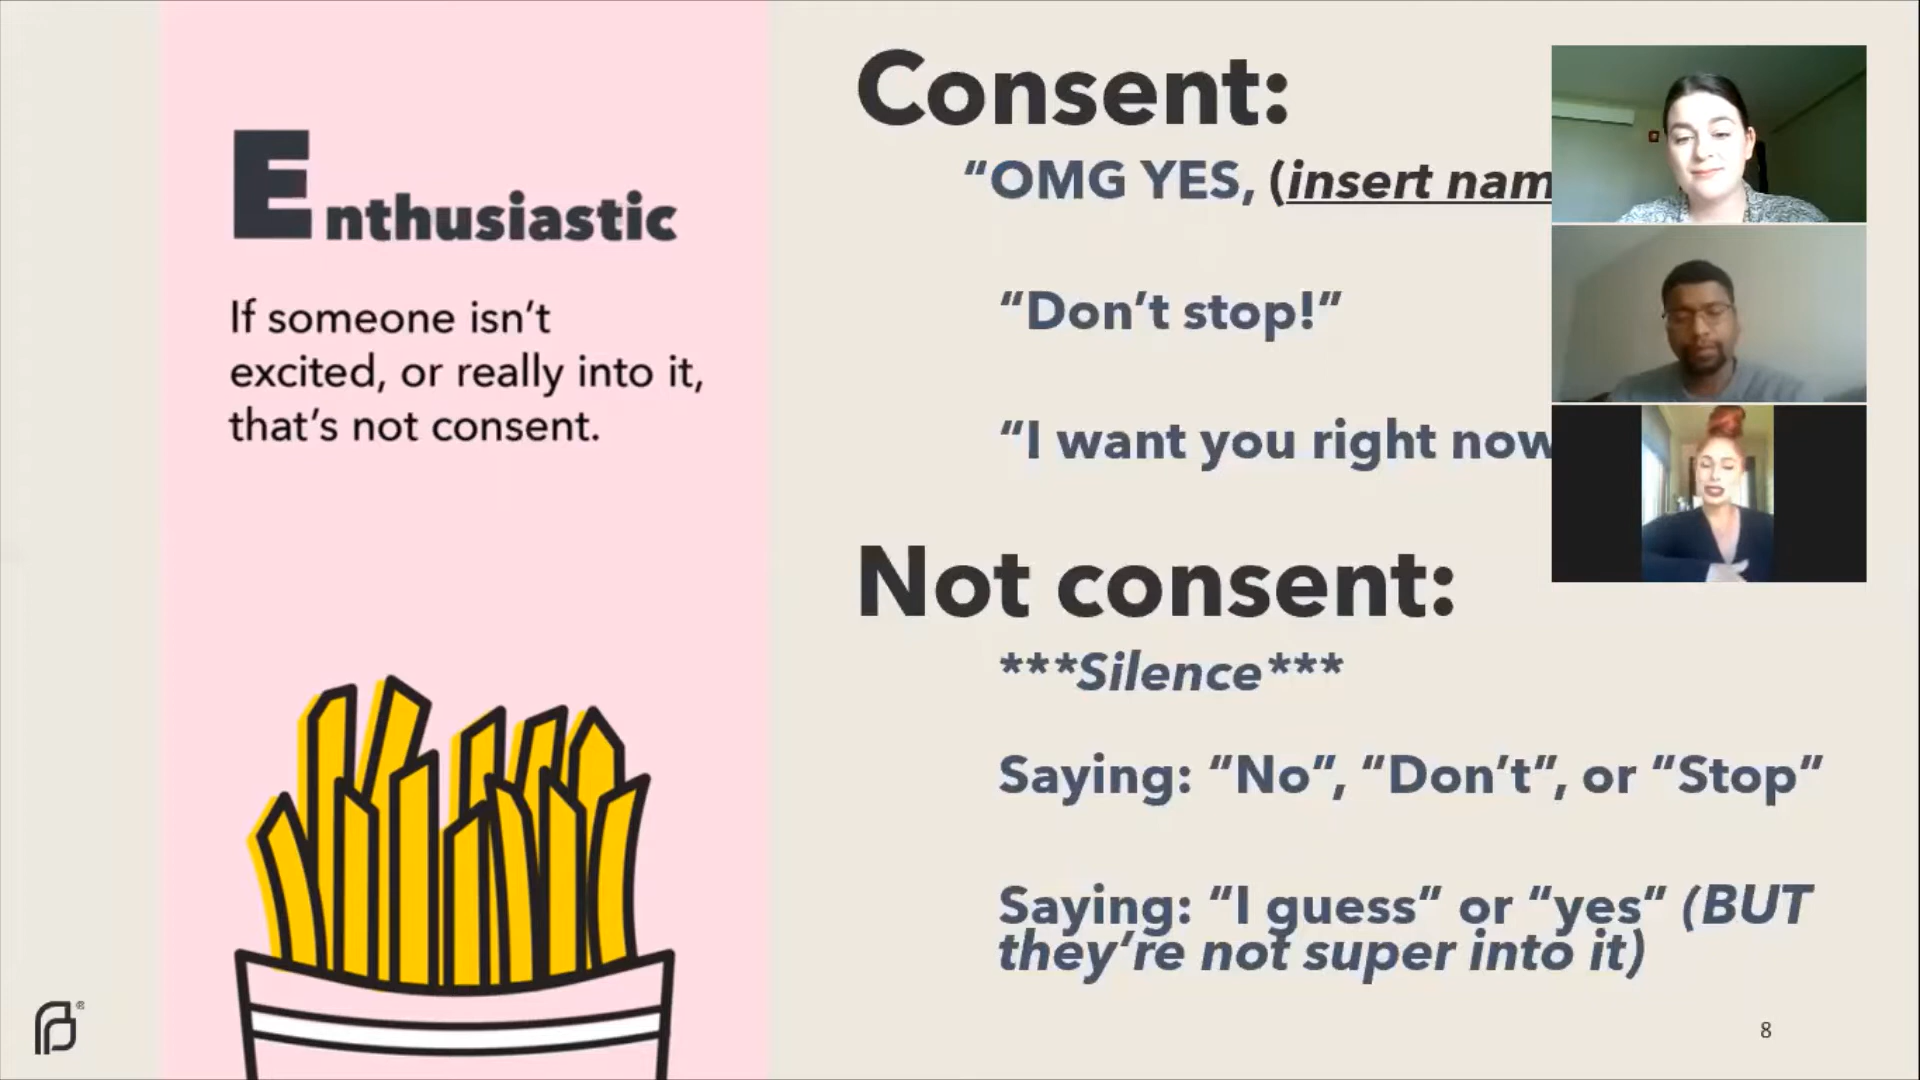 Enthusiastic
If someone isn’t
excited, or really into it,
that’s not consent.
Consent:
“OMG YES, (insert nam
“Don’t stop!”
“I want you right now
Not consent:
***Silence***
Saying: “No”, “Don’t”, or “Stop”
Saying: “I guess” or “yes” (BUT
they’re not super into it)
®
8